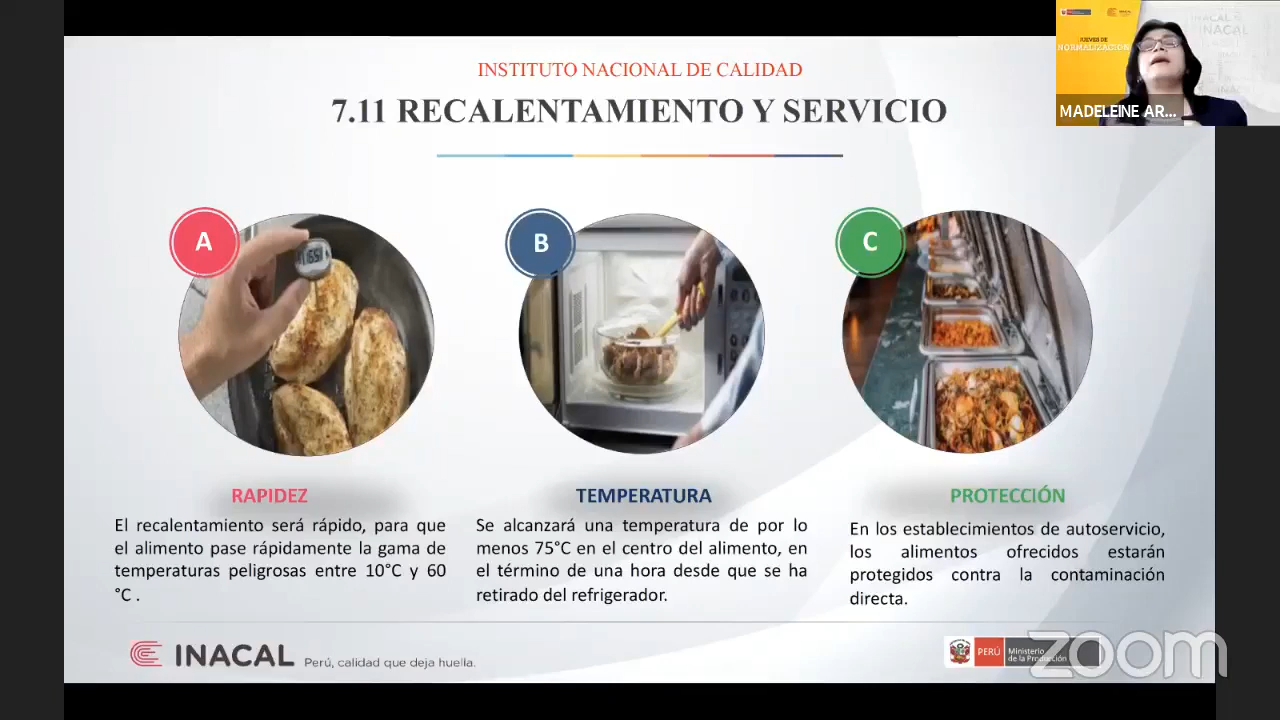 INSTITUTO NACIONAL DE CALIDAD
7.11 RECALENTAMIENTO Y SERVICIO
JUEVES DE
NORMALIZACIÓN
INACAL
MADELEINE AR...
A
B
C
RAPIDEZ
El recalentamiento será rápido, para que
el alimento pase rápidamente la gama de
temperaturas peligrosas entre 10°C y 60
°C .
TEMPERATURA
Se alcanzará una temperatura de por lo
menos 75°C en el centro del alimento, en
el término de una hora desde que se ha
retirado del refrigerador.
PROTECCIÓN
En los establecimientos de autoservicio,
los alimentos ofrecidos estarán
protegidos contra la contaminación
directa.
INACAL Perú, calidad que deja huella.
PERÚ
Ministerio
de la Producción
zoom